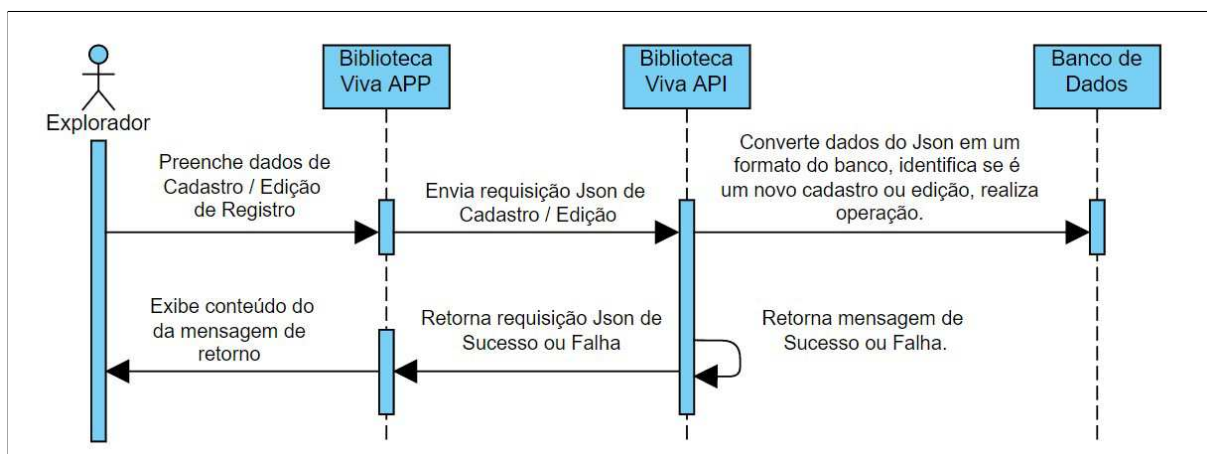 Explorador
Biblioteca
Viva APP
Biblioteca
Viva API
Banco de
Dados
Preenche dados de
Cadastro / Edição
de Registro
Envia requisição Json de
Cadastro / Edição
Converte dados do Json em um
formato do banco, identifica se é
um novo cadastro ou edição, realiza
operação.
Exibe conteúdo do
da mensagem de
retorno
Retorna requisição Json de
Sucesso ou Falha
Retorna mensagem de
Sucesso ou Falha.